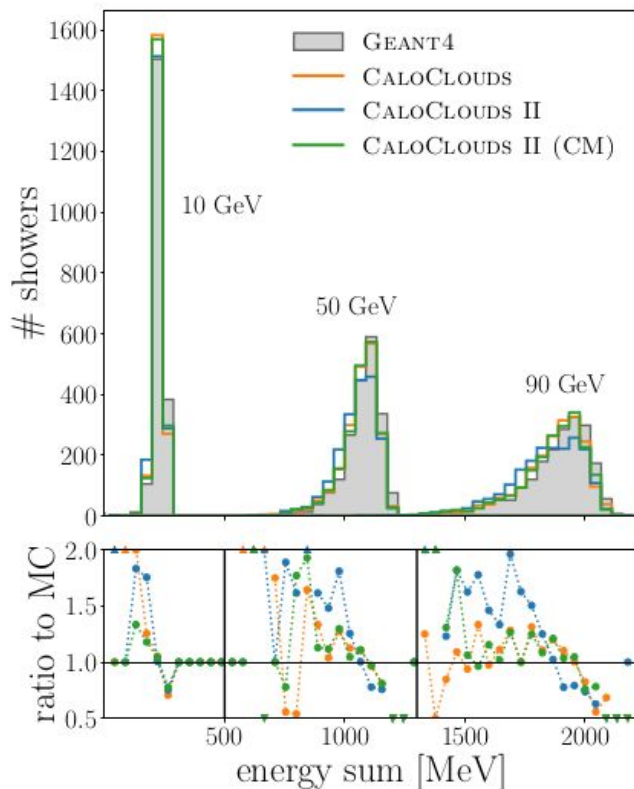 1600
1400
1200
1000
800
600
400
200
0
# showers
GEANT4
CALOCLOUDS
CALOCLOUDS II
CALOCLOUDS II (CM)
10 GeV
50 GeV
90 GeV
2.0
1.5
1.0
0.5
ratio to MC
500
1000
1500
2000
energy sum [MeV]